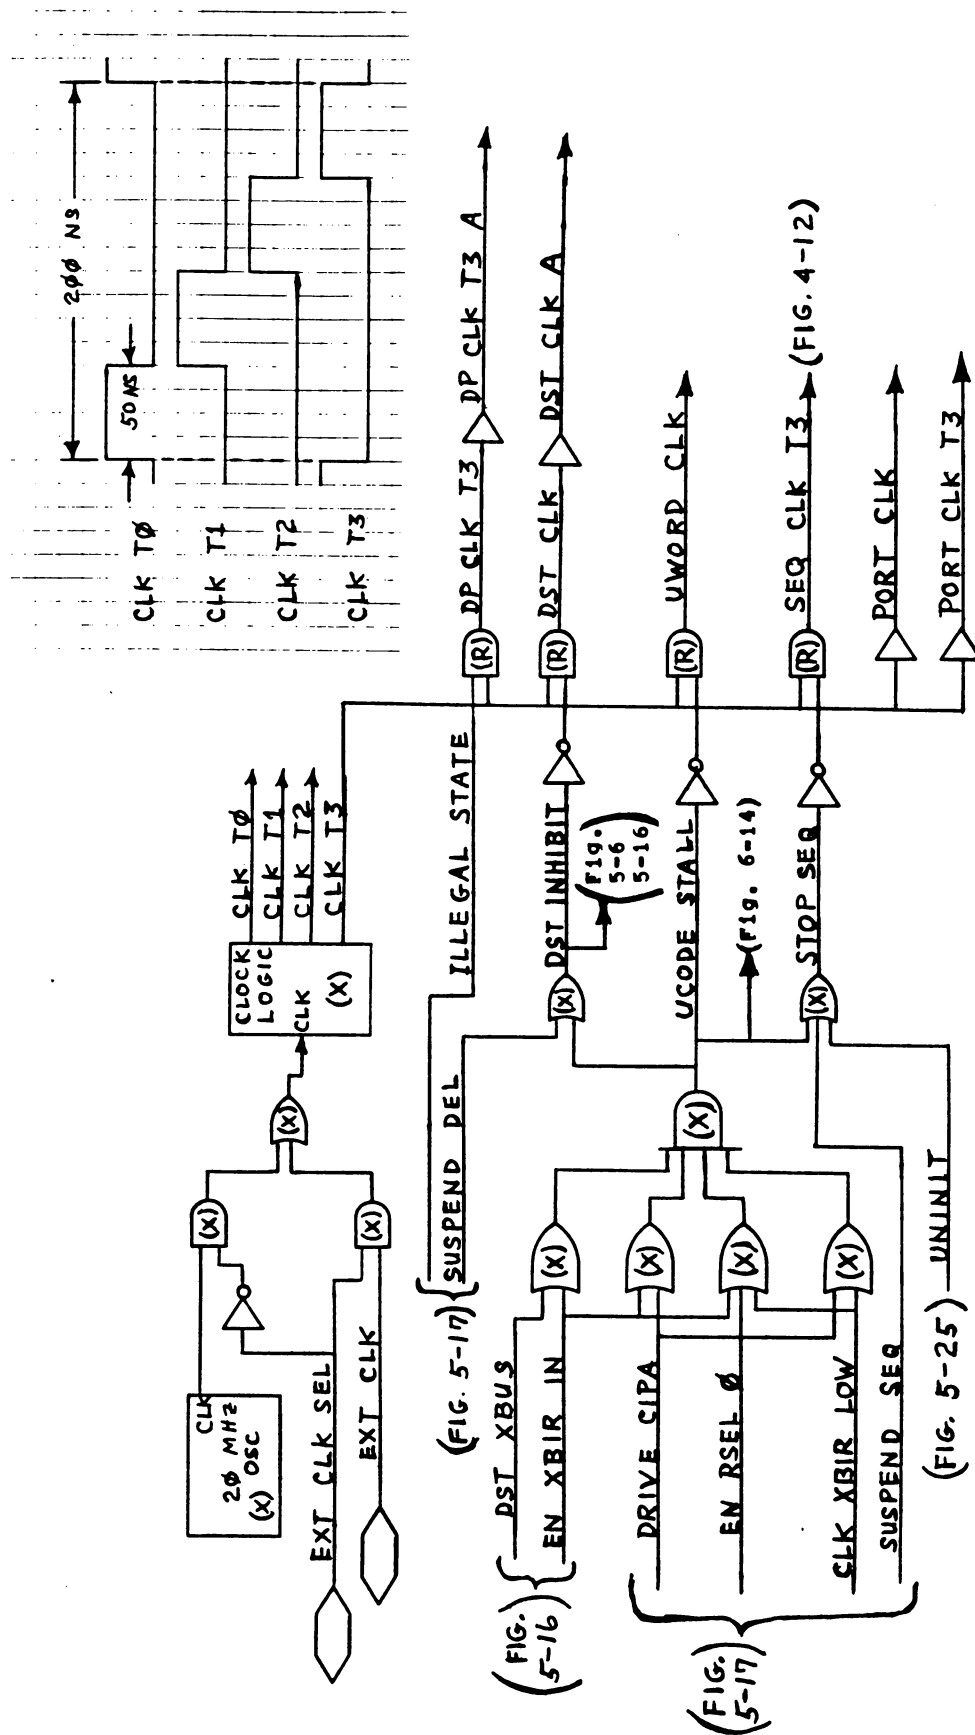 CLK TØ
CLK T1
CLK T2
CLK T3
5ØNS
2ØØ NS
CLK
2Ø MHZ
(X) OSC
EXT CLK SEL
EXT CLK
(X)
(X)
(X)
CLOCK
LOGIC
CLK
(X)
CLK TØ
CLK T1
CLK T2
CLK T3
(FIG. 5-17)
ILLEGAL STATE
SUSPEND DEL
(R)
DP CLK T3
DP CLK T3 A
(X)
DST INHIBIT
(Fig.
5-6
5-16)
(R)
DST CLK
DST CLK A
(FIG.
5-16)
DST XBUS
EN XBIR IN
(X)
(FIG.
5-17)
DRIVE CIPA
EN RSEL Ø
CLK XBIR LOW
SUSPEND SEQ
(X)
(X)
(X)
(X)
UCODE STALL
(Fig. 6-14)
(R)
UWORD CLK
(FIG. 5-25)
UNINIT
(X)
STOP SEQ
(R)
SEQ CLK T3
(FIG. 4-12)
PORT CLK
PORT CLK T3